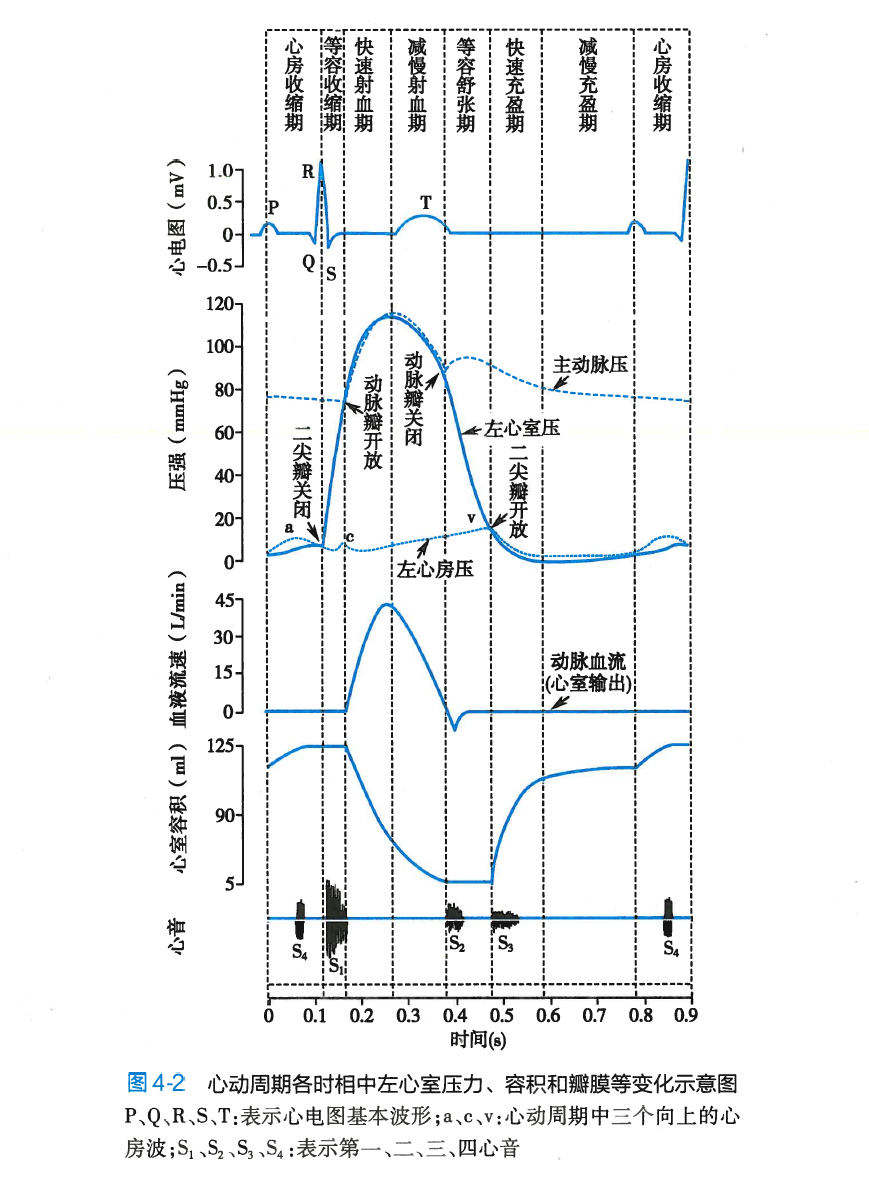 心房收缩期
等容收缩期
快速射血期
减慢射血期
等容舒张期
快速充盈期
减慢充盈期
心房收缩期
心电图（mV）
1.0
0.5
0
-0.5
P
Q
R
S
T
压强（mmHg）
120
100
80
60
40
20
0
二尖瓣关闭
动脉瓣开放
动脉瓣关闭
主动脉压
左心室压
二尖瓣开放
a
c
v
左心房压
血液流速（L/min）
45
30
15
0
动脉血流
(心室输出)
心室容积（ml）
125
90
5
心音
S₄
S₁
S₂
S₃
S₄
0 0.1 0.2 0.3 0.4 0.5 0.6 0.7 0.8 0.9
时间(s)
图 4-2 心动周期各时相中左心室压力、容积和瓣膜等变化示意图
P、Q、R、S、T:表示心电图基本波形;a、c、v:心动周期中三个向上的心
房波;S₁、S₂、S₃、S₄:表示第一、二、三、四心音